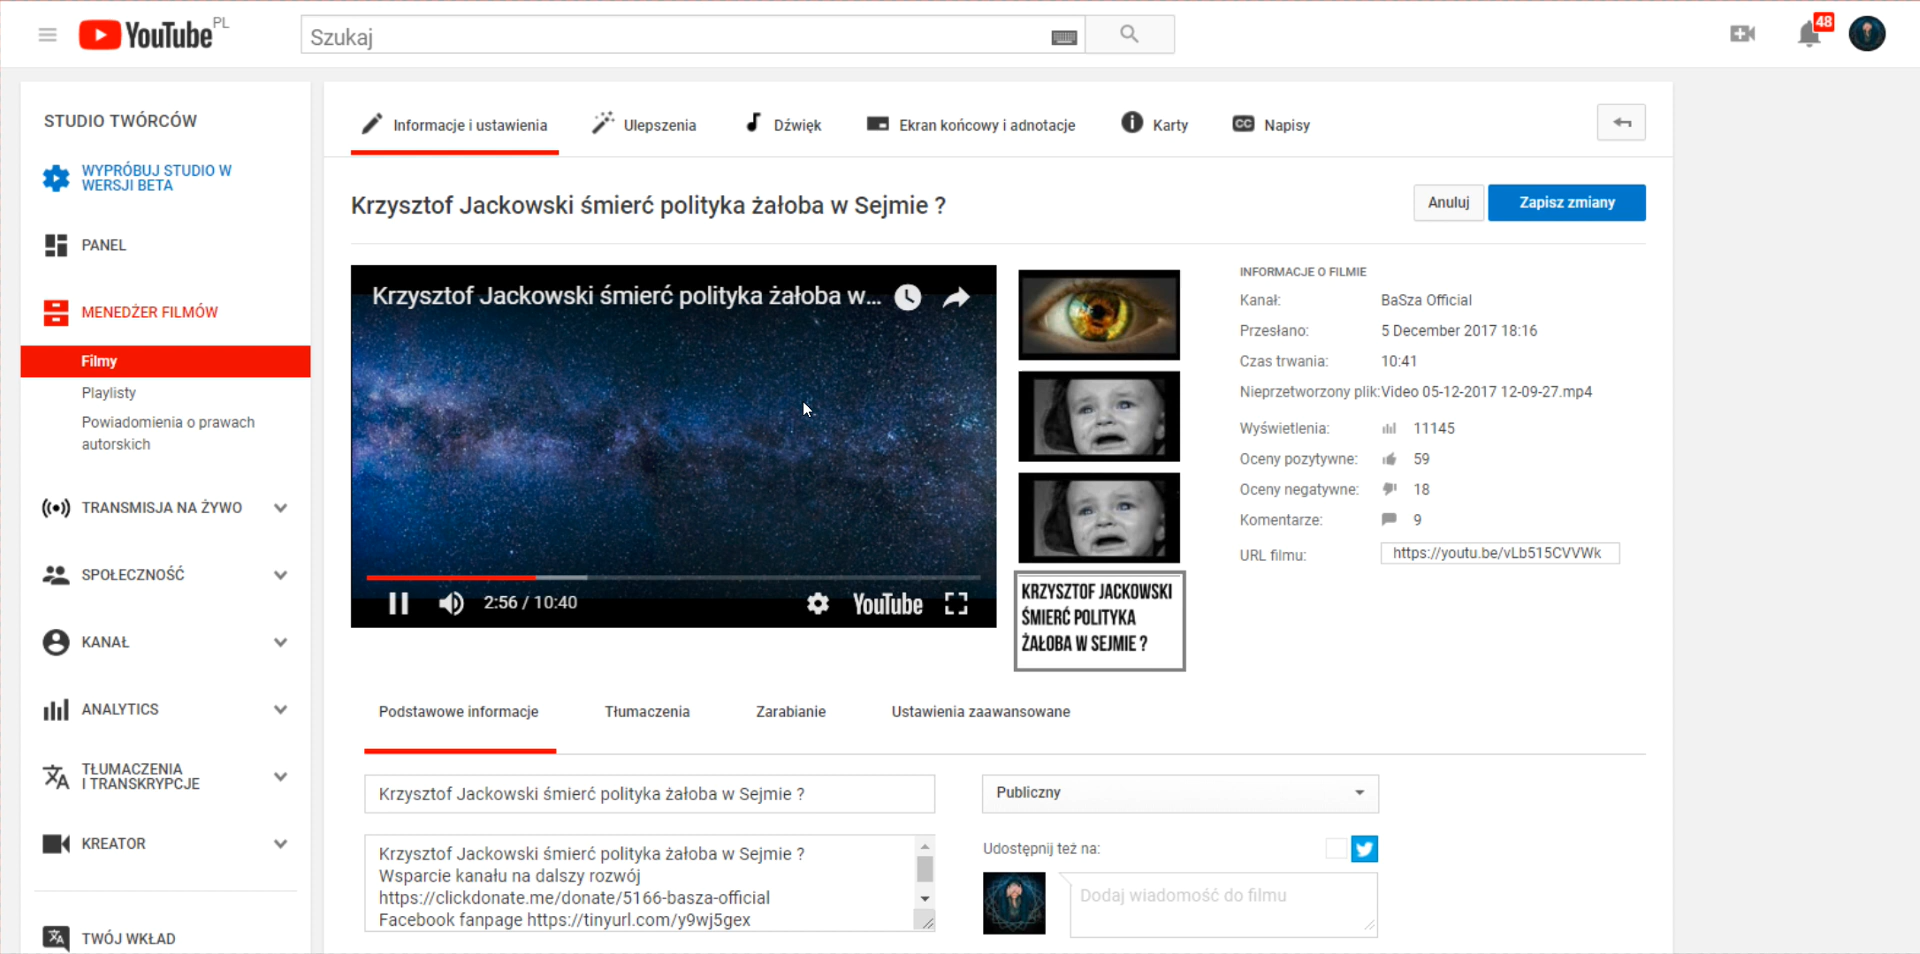 YouTube PL
Szukaj
48
STUDIO TWÓRCÓW
WYPRÓBUJ STUDIO W
WERSJI BETA
PANEL
MENEDŻER FILMÓW
Filmy
Playlisty
Powiadomienia o prawach
autorskich
TRANSMISJA NA ŻYWO
SPOŁECZNOŚĆ
KANAŁ
ANALYTICS
TŁUMACZENIA
I TRANSKRYPCJE
KREATOR
TWÓJ WKŁAD
Informacje i ustawienia
Ulepszenia
Dźwięk
Ekran końcowy i adnotacje
Karty
CC Napisy
Krzysztof Jackowski śmierć polityka żałoba w Sejmie ?
Anuluj
Zapisz zmiany
Krzysztof Jackowski śmierć polityka żałoba w...
2:56 / 10:40
YouTube
KRZYSZTOF JACKOWSKI
ŚMIERĆ POLITYKA
ŻAŁOBA W SEJMIE ?
INFORMACJE O FILMIE
Kanał: BaSza Official
Przesłano: 5 December 2017 18:16
Czas trwania: 10:41
Nieprzetworzony plik: Video 05-12-2017 12-09-27.mp4
Wyświetlenia: 11145
Oceny pozytywne: 59
Oceny negatywne: 18
Komentarze: 9
URL filmu: https://youtu.be/vLb515CVVWk
Podstawowe informacje
Tłumaczenia
Zarabianie
Ustawienia zaawansowane
Krzysztof Jackowski śmierć polityka żałoba w Sejmie ?
Publiczny
Krzysztof Jackowski śmierć polityka żałoba w Sejmie ?
Wsparcie kanału na dalszy rozwój
https://clickdonate.me/donate/5166-basza-official
Facebook fanpage https://tinyurl.com/y9wj5gex
Udostępnij też na:
Dodaj wiadomość do filmu